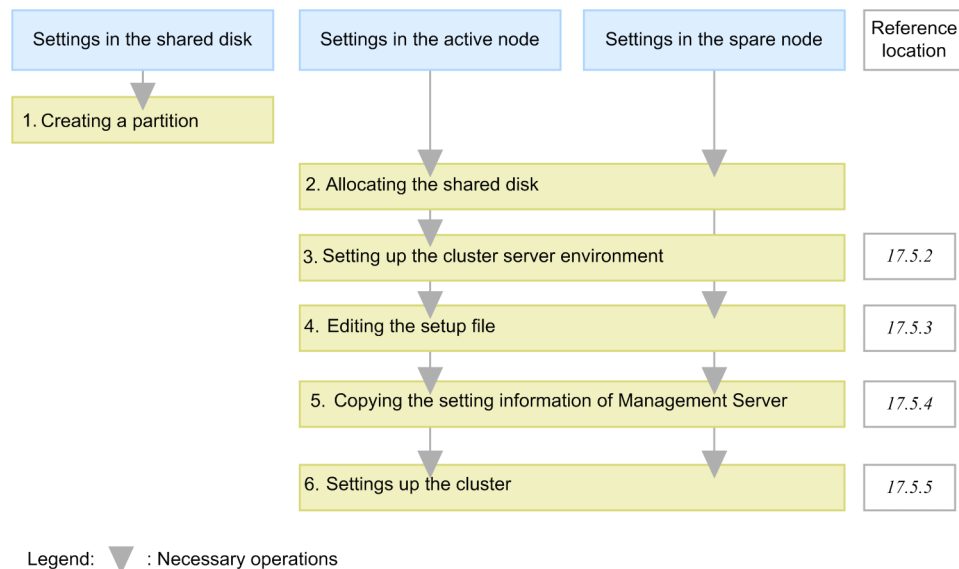 Settings in the shared disk
Settings in the active node
Settings in the spare node
Reference
location
1. Creating a partition
2. Allocating the shared disk
3. Setting up the cluster server environment
17.5.2
4. Editing the setup file
17.5.3
5. Copying the setting information of Management Server
17.5.4
6. Settings up the cluster
17.5.5
Legend: : Necessary operations